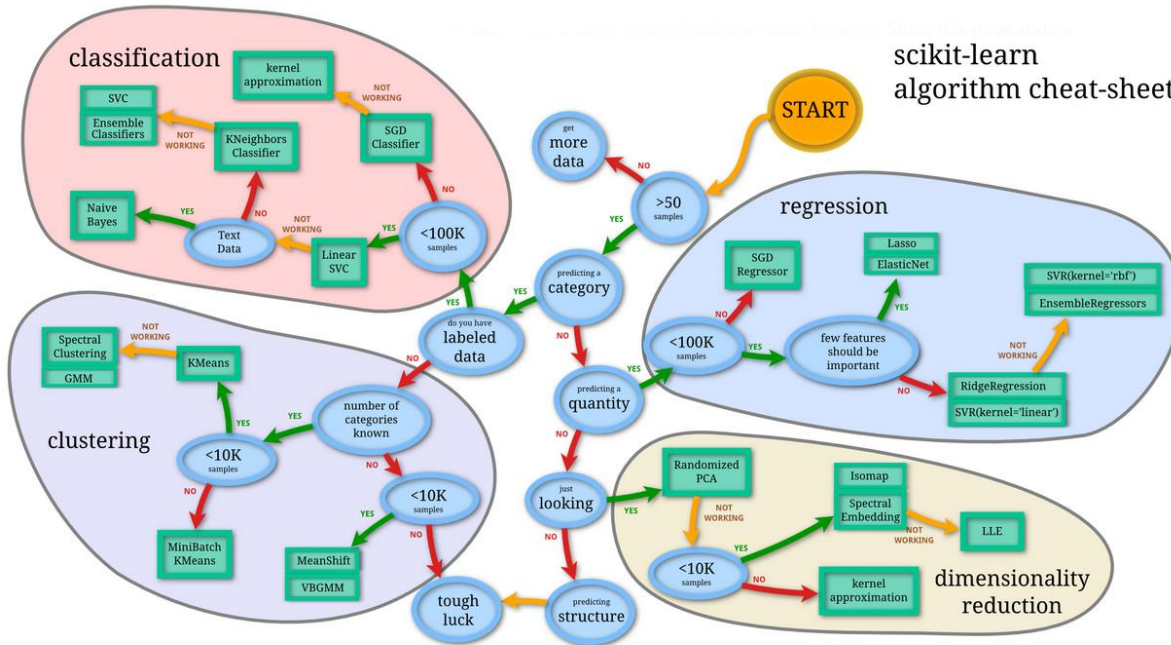 scikit-learn
algorithm cheat-sheet
START
classification
kernel
approximation
NOT
WORKING
SVC
Ensemble
Classifiers
NOT
WORKING
KNeighbors
Classifier
SGD
Classifier
NO
Naive
Bayes
YES
Text
Data
NO
NOT
WORKING
Linear
SVC
YES
<100K
samples
YES
get
more
data
NO
>50
samples
YES
predicting a
category
YES
NO
do you have
labeled
data
NO
predicting a
quantity
YES
NO
just
looking
YES
NO
predicting
structure
tough
luck
regression
SGD
Regressor
NO
<100K
samples
YES
Lasso
ElasticNet
YES
few features
should be
important
NO
SVR(kernel='rbf')
EnsembleRegressors
NOT
WORKING
RidgeRegression
SVR(kernel='linear')
clustering
Spectral
Clustering
GMM
NOT
WORKING
KMeans
YES
<10K
samples
YES
number of
categories
known
NO
NO
MiniBatch
KMeans
<10K
samples
YES
NO
MeanShift
VBGMM
dimensionality
reduction
Randomized
PCA
NOT
WORKING
<10K
samples
YES
NO
Isomap
Spectral
Embedding
NOT
WORKING
LLE
kernel
approximation